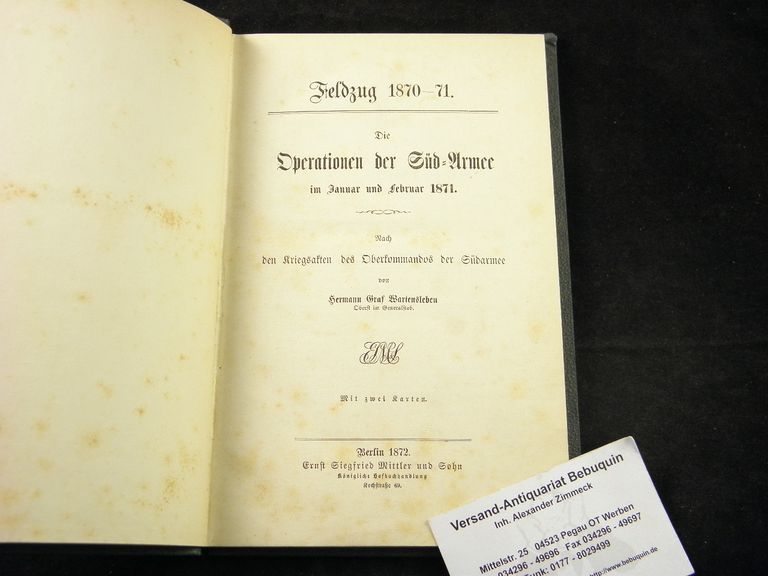 Feldzug 1870—71.
Die
Operationen der Süd-Armee
im Januar und Februar 1871.
Nach
den Kriegsakten des Oberkommandos der Südarmee
von
Hermann Graf Wartensleben
Oberst im Generalstab.
ESMS
Mit zwei Karten.
Berlin 1872.
Ernst Siegfried Mittler und Sohn
Königliche Hofbuchhandlung
Kochstraße 69.
Versand-Antiquariat Bebuquin
Inh. Alexander Zimmeck
Mittelstr. 25 04523 Pegau OT Werben
034296 - 49696 Fax 034296 - 49697
Funk: 0177 - 8029499
http://www.bebuquin.de